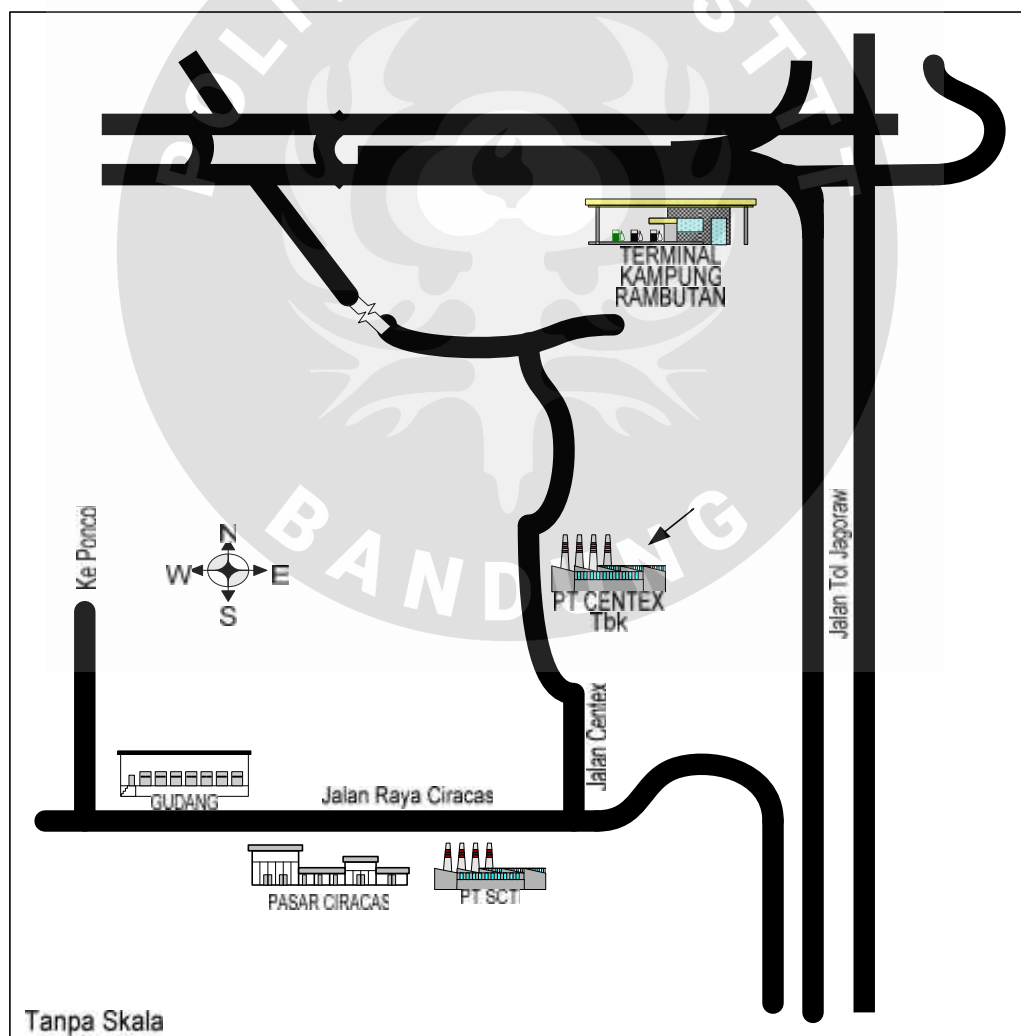 TERMINAL
KAMPUNG
RAMBUTAN
Ke Ponco
N
W E
S
PT CENTEX
Tbk
Jalan Tol Jagoraw
Jalan Centex
GUDANG
Jalan Raya Ciracas
PASAR CIRACAS
PT SCTI
Tanpa Skala
BANDUNG